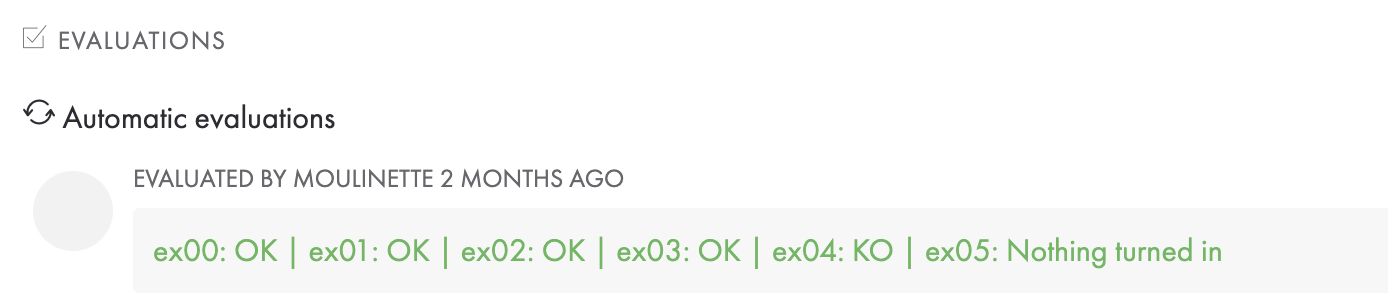 EVALUATIONS
Automatic evaluations
EVALUATED BY MOULINETTE 2 MONTHS AGO
ex00: OK | ex01: OK | ex02: OK | ex03: OK | ex04: KO | ex05: Nothing turned in